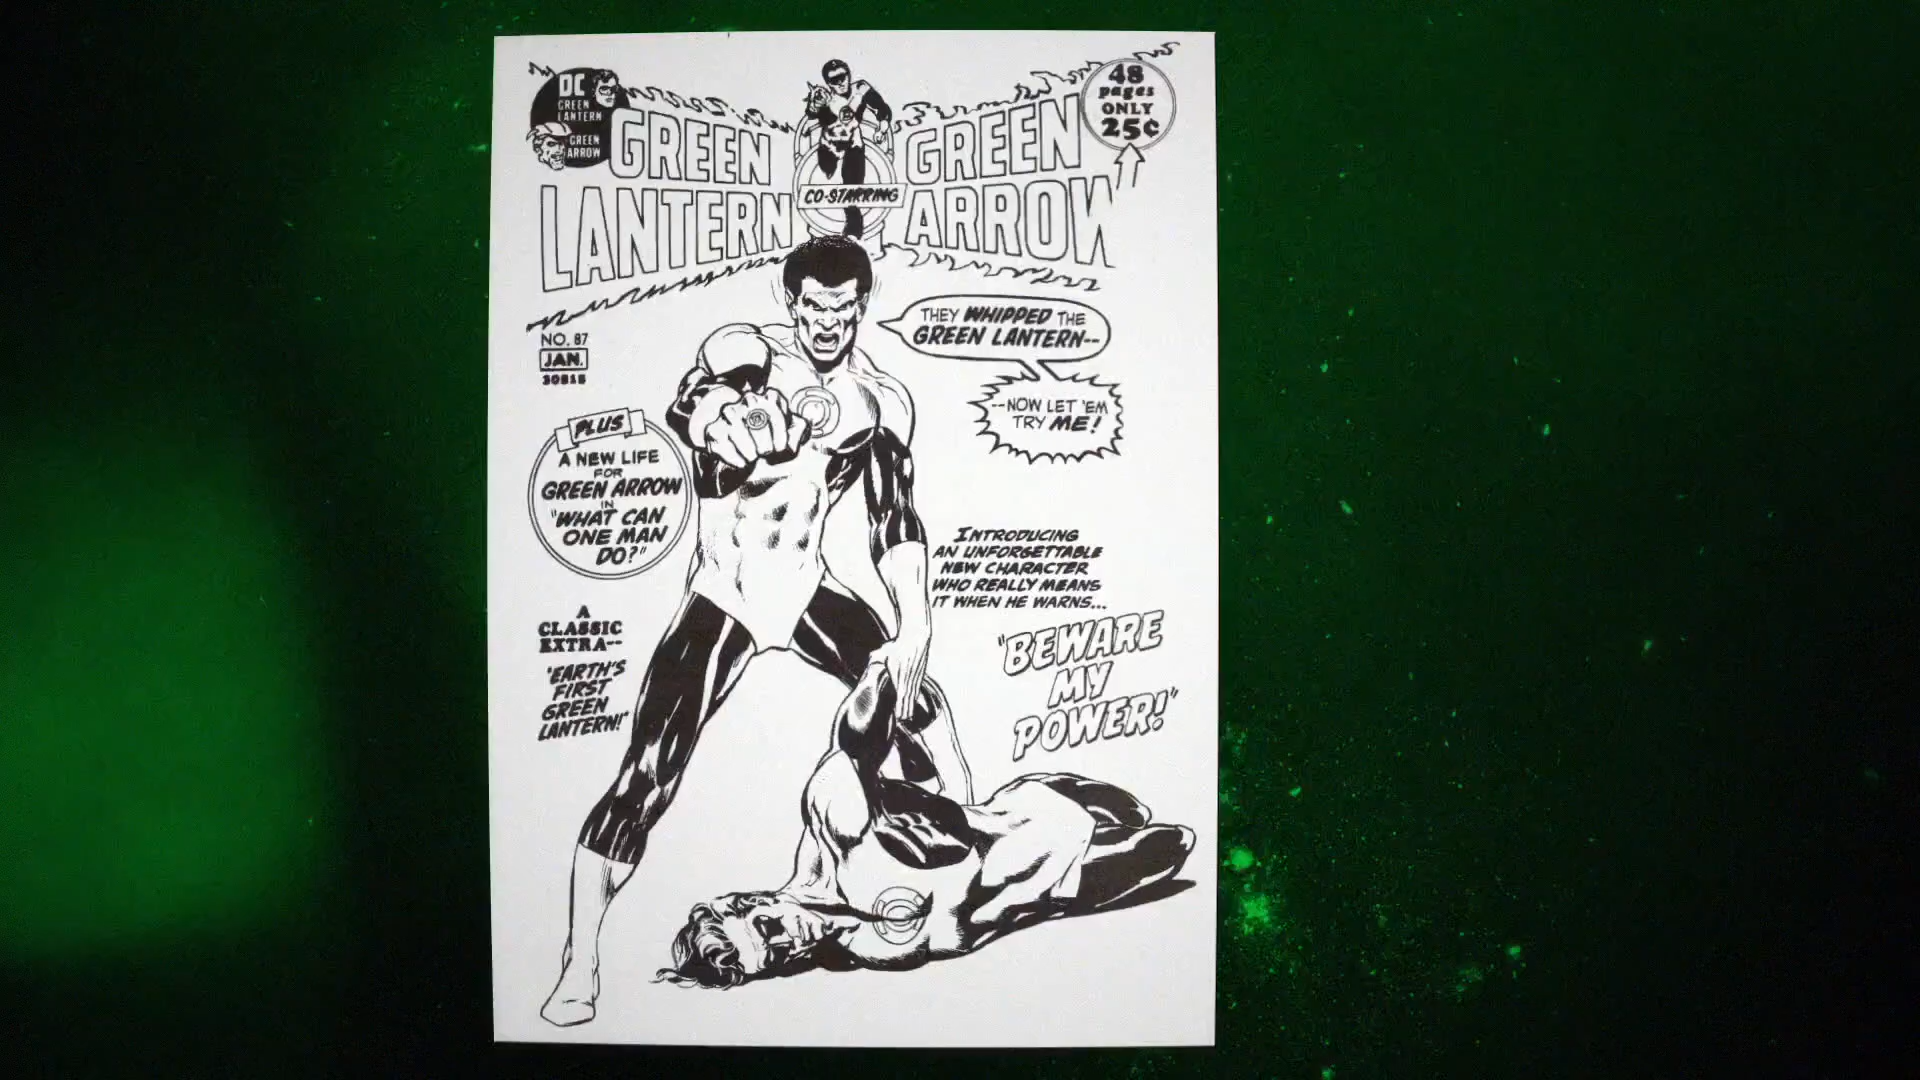 DC
GREEN
LANTERN
GREEN
ARROW
GREEN
LANTERN
CO-STARRING
GREEN
ARROW
48
pages
ONLY
25¢
NO. 87
JAN.
30818
THEY WHIPPED THE
GREEN LANTERN--
--NOW LET 'EM
TRY ME!
PLUS
A NEW LIFE
FOR
GREEN ARROW
IN
"WHAT CAN
ONE MAN
DO?"
INTRODUCING
AN UNFORGETTABLE
NEW CHARACTER
WHO REALLY MEANS
IT WHEN HE WARNS...
"BEWARE
MY
POWER!"
A
CLASSIC
EXTRA--
"EARTH'S
FIRST
GREEN
LANTERN!"